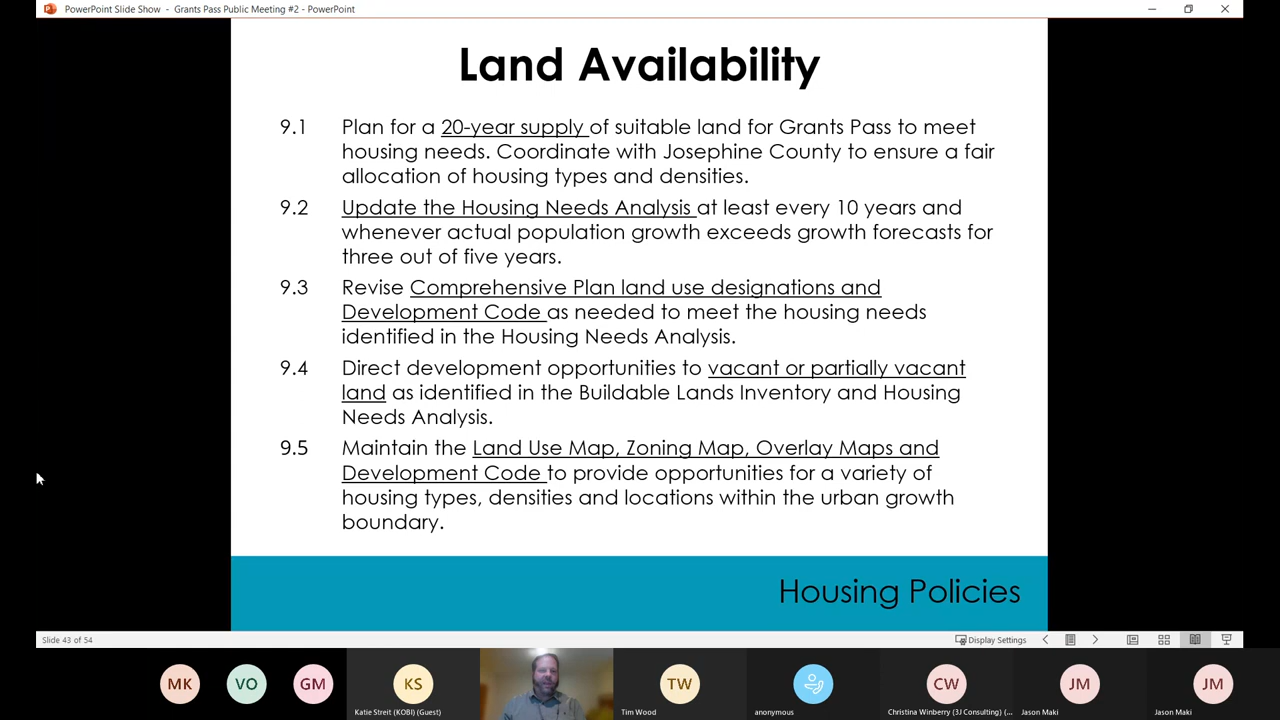 PowerPoint Slide Show - Grants Pass Public Meeting #2 - PowerPoint
Land Availability
9.1 Plan for a 20-year supply of suitable land for Grants Pass to meet
housing needs. Coordinate with Josephine County to ensure a fair
allocation of housing types and densities.
9.2 Update the Housing Needs Analysis at least every 10 years and
whenever actual population growth exceeds growth forecasts for
three out of five years.
9.3 Revise Comprehensive Plan land use designations and
Development Code as needed to meet the housing needs
identified in the Housing Needs Analysis.
9.4 Direct development opportunities to vacant or partially vacant
land as identified in the Buildable Lands Inventory and Housing
Needs Analysis.
9.5 Maintain the Land Use Map, Zoning Map, Overlay Maps and
Development Code to provide opportunities for a variety of
housing types, densities and locations within the urban growth
boundary.
Housing Policies
Slide 43 of 54
Display Settings
MK
VO
GM
KS
TW
CW
JM
JM
Katie Streit (KOBI) (Guest)
Tim Wood
anonymous
Christina Winberry (3J Consulting) (...
Jason Maki
Jason Maki